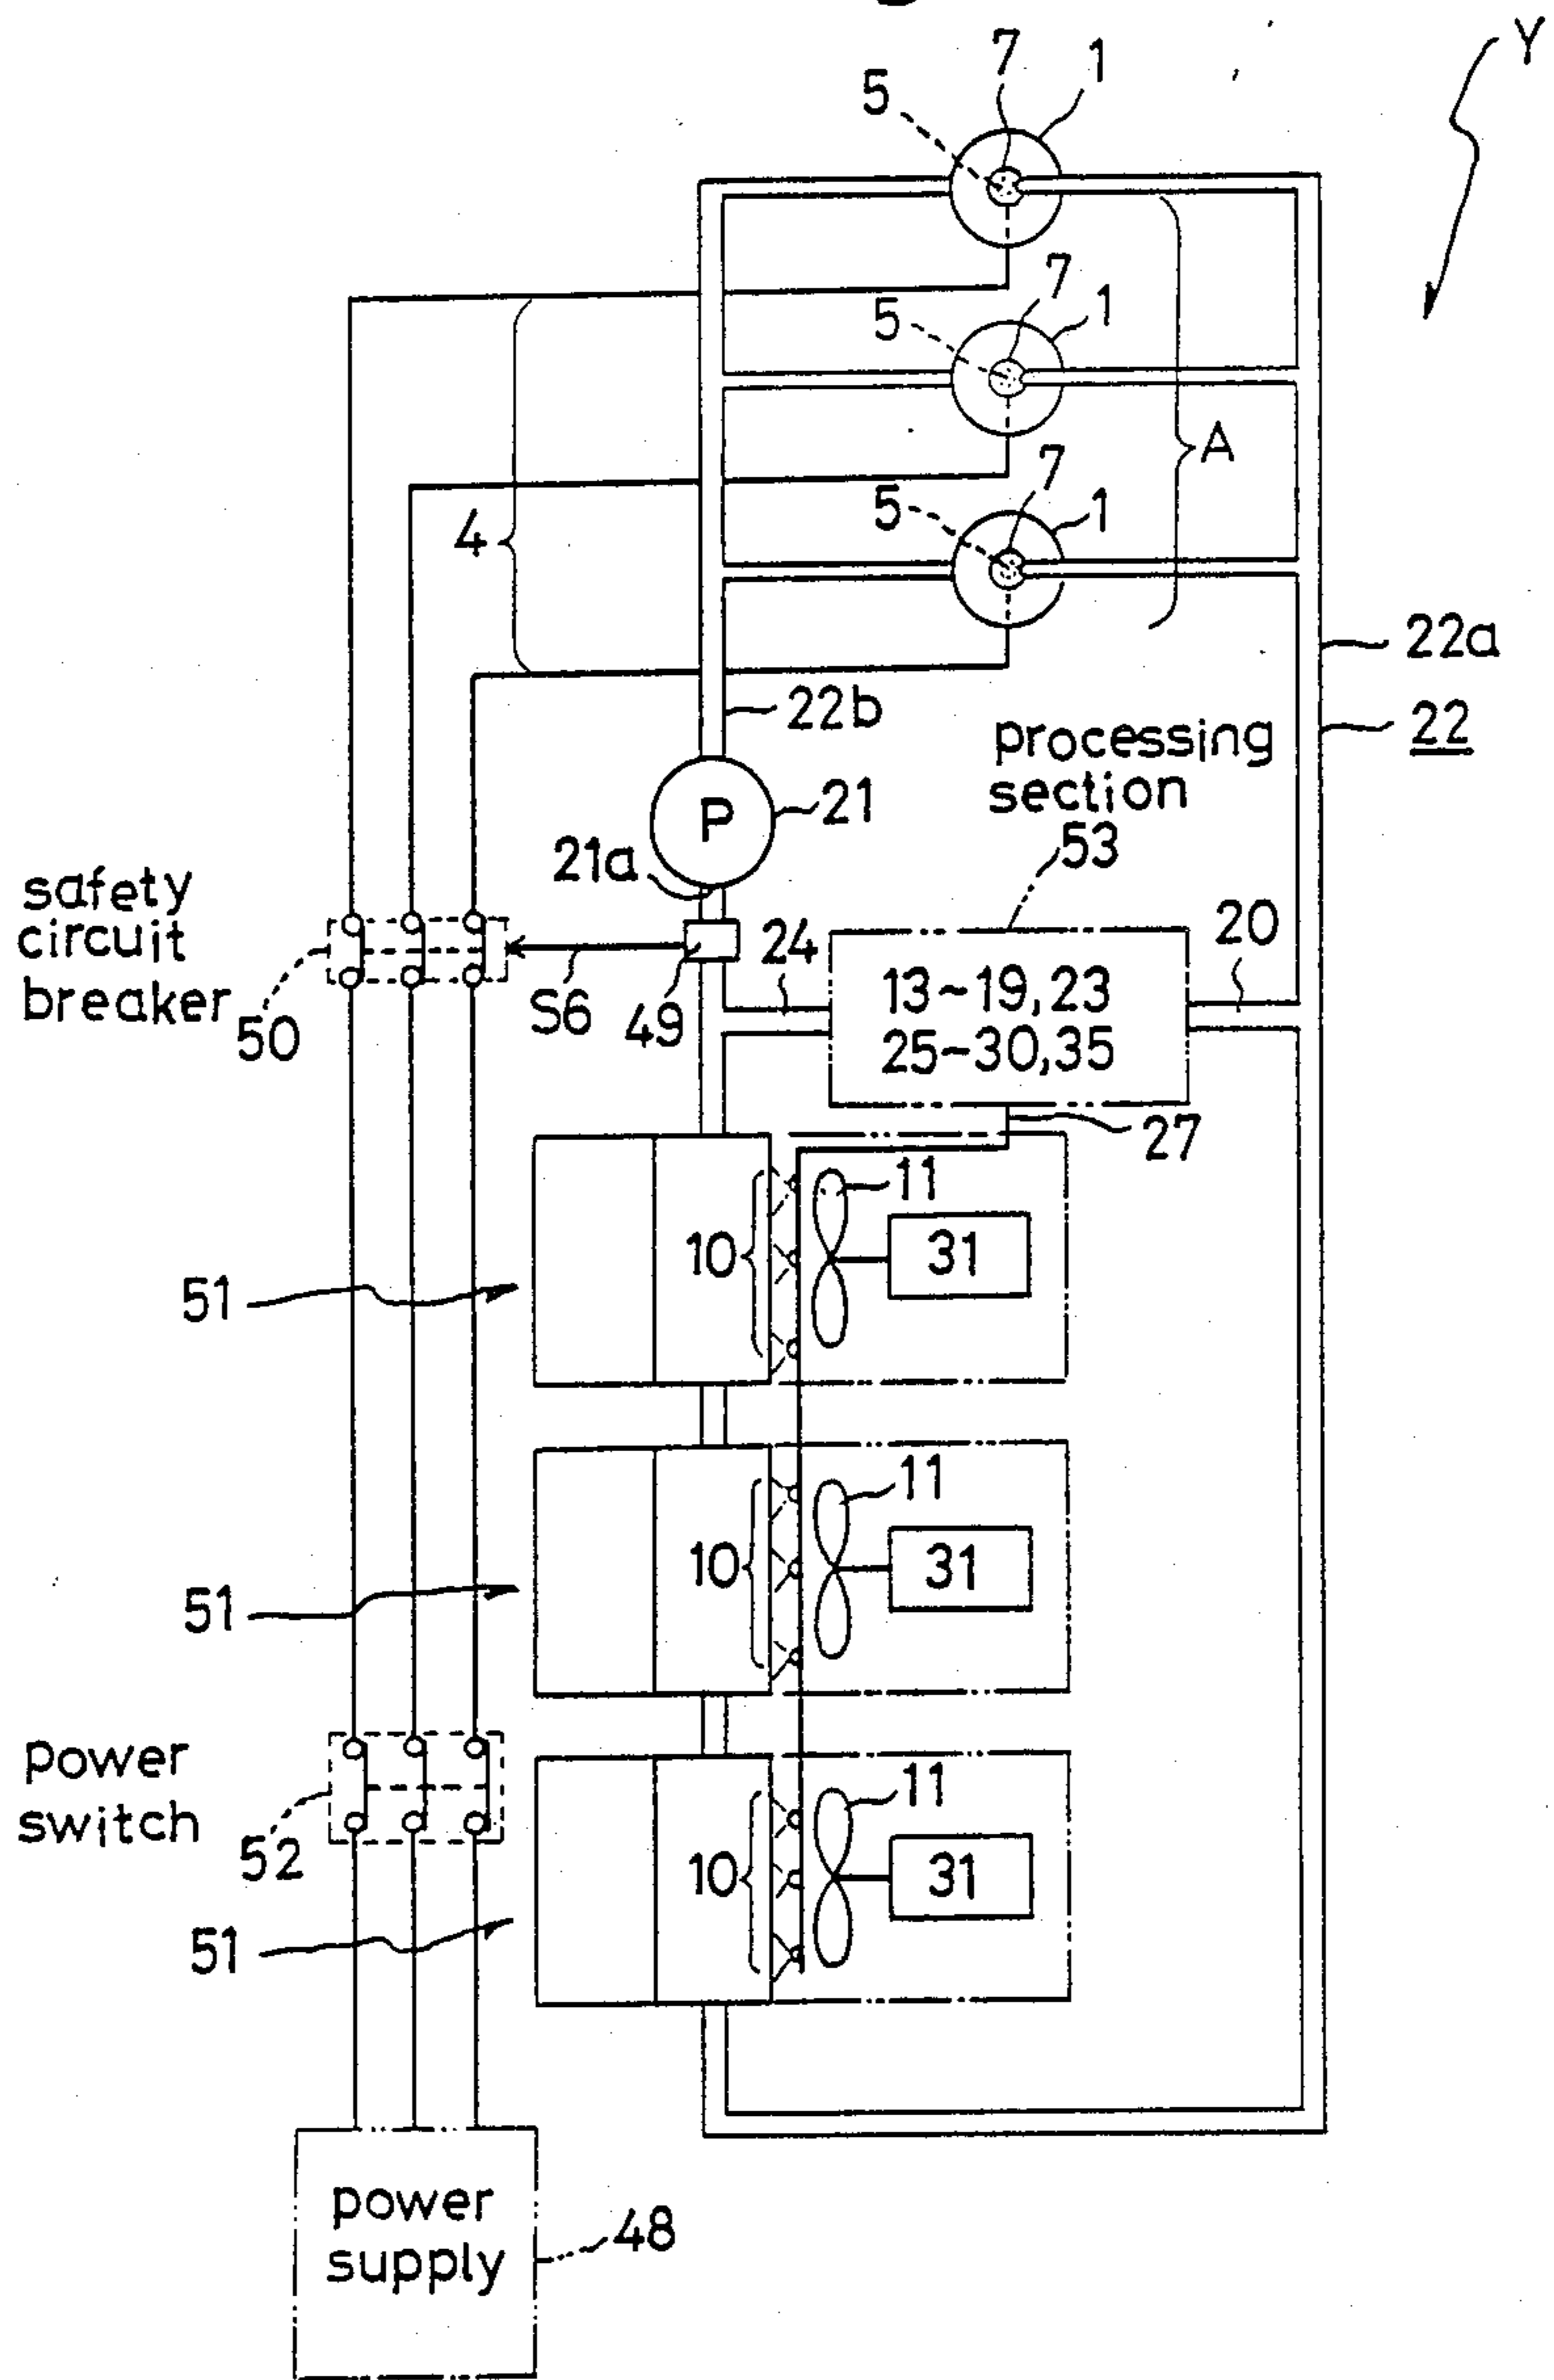 Y
7
1
5
7
1
5
A
7
1
5
4
22a
22b
22
processing
section
53
P
21
21a
safety
circuit
breaker
50
S6
49
24
20
13~19,23
25~30,35
27
11
10
31
51
11
10
31
51
power
switch
52
11
10
31
51
power
supply
48